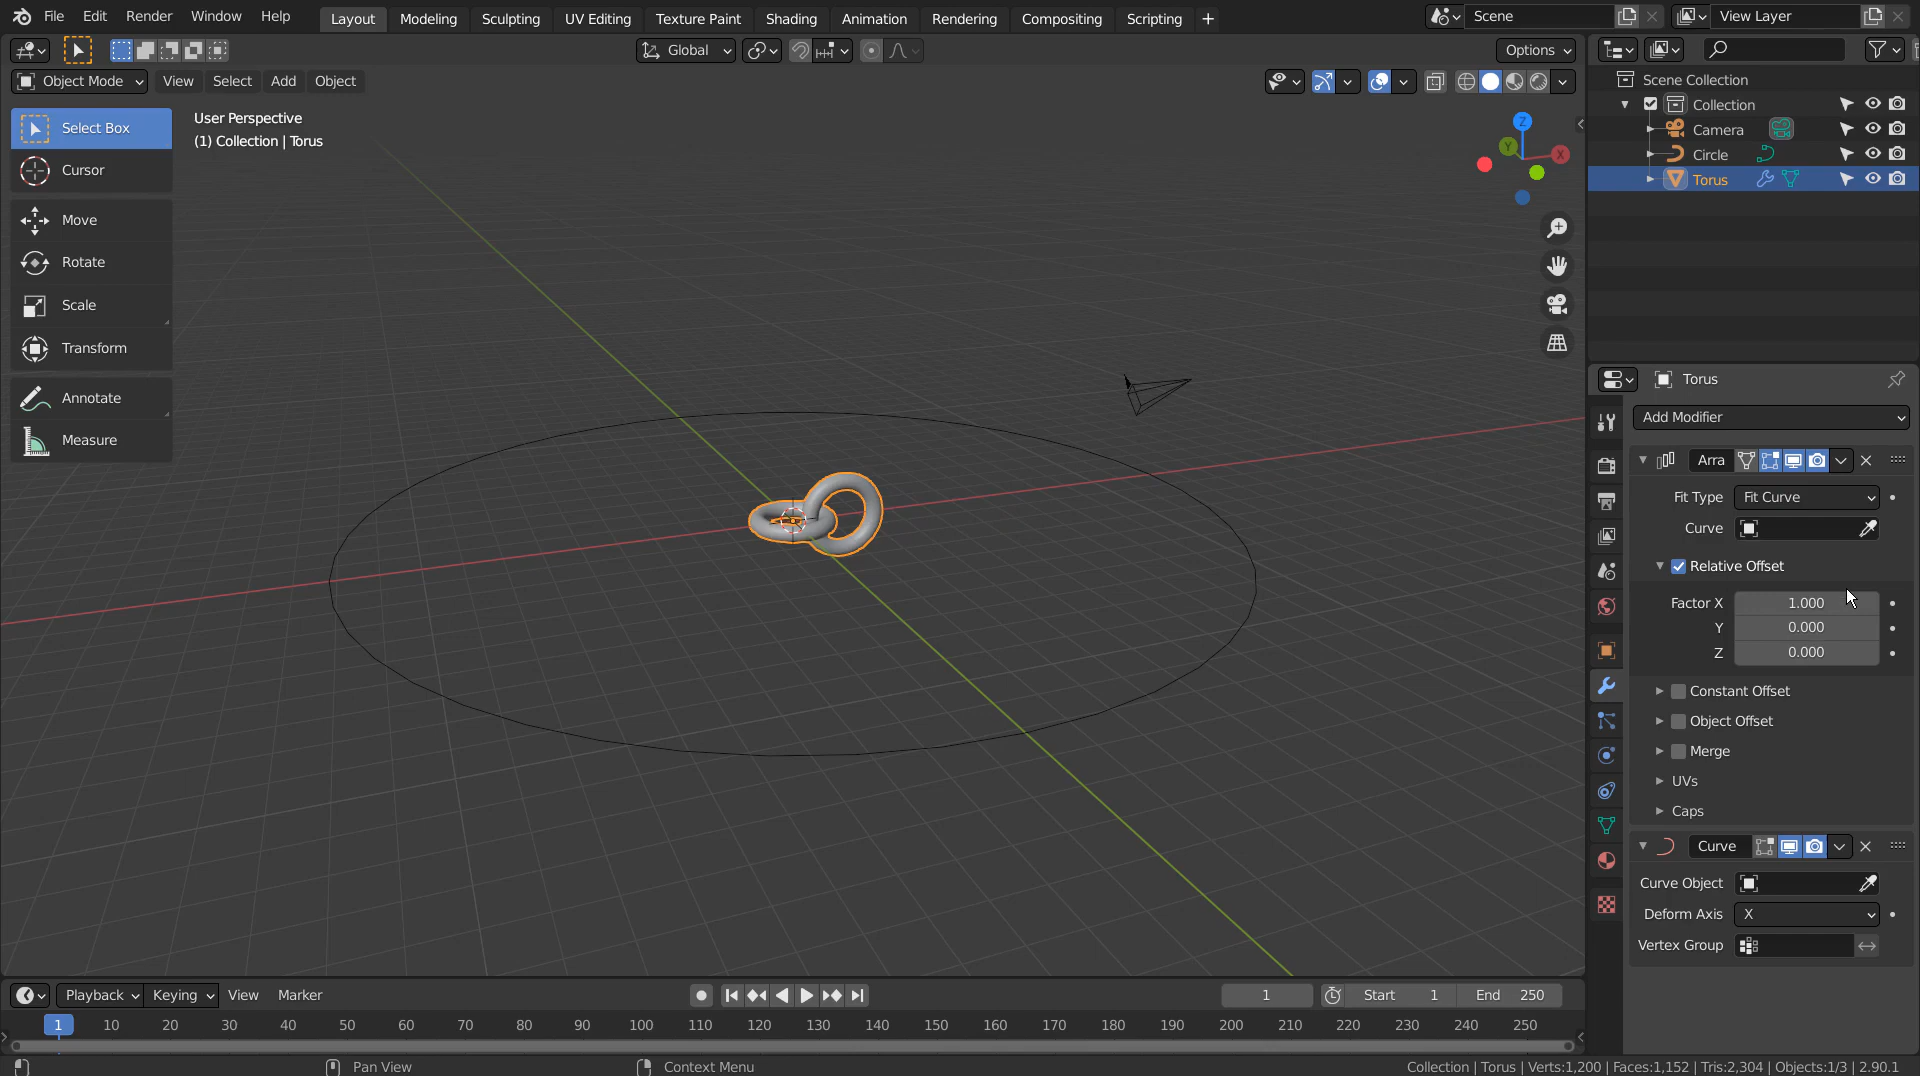 File Edit Render Window Help Layout Modeling Sculpting UV Editing Texture Paint Shading Animation Rendering Compositing Scripting + Scene View Layer
Global Options
Object Mode View Select Add Object
Select Box
Cursor
Move
Rotate
Scale
Transform
Annotate
Measure
User Perspective
(1) Collection | Torus
Z
Y
X
Scene Collection
Collection
Camera
Circle
Torus
Torus
Add Modifier
Arra
Fit Type Fit Curve
Curve
Relative Offset
Factor X 1.000
Y 0.000
Z 0.000
Constant Offset
Object Offset
Merge
UVs
Caps
Curve
Curve Object
Deform Axis X
Vertex Group
Playback Keying View Marker 1 Start 1 End 250
1 10 20 30 40 50 60 70 80 90 100 110 120 130 140 150 160 170 180 190 200 210 220 230 240 250
Pan View Context Menu Collection | Torus | Verts:1,200 | Faces:1,152 | Tris:2,304 | Objects:1/3 | 2.90.1